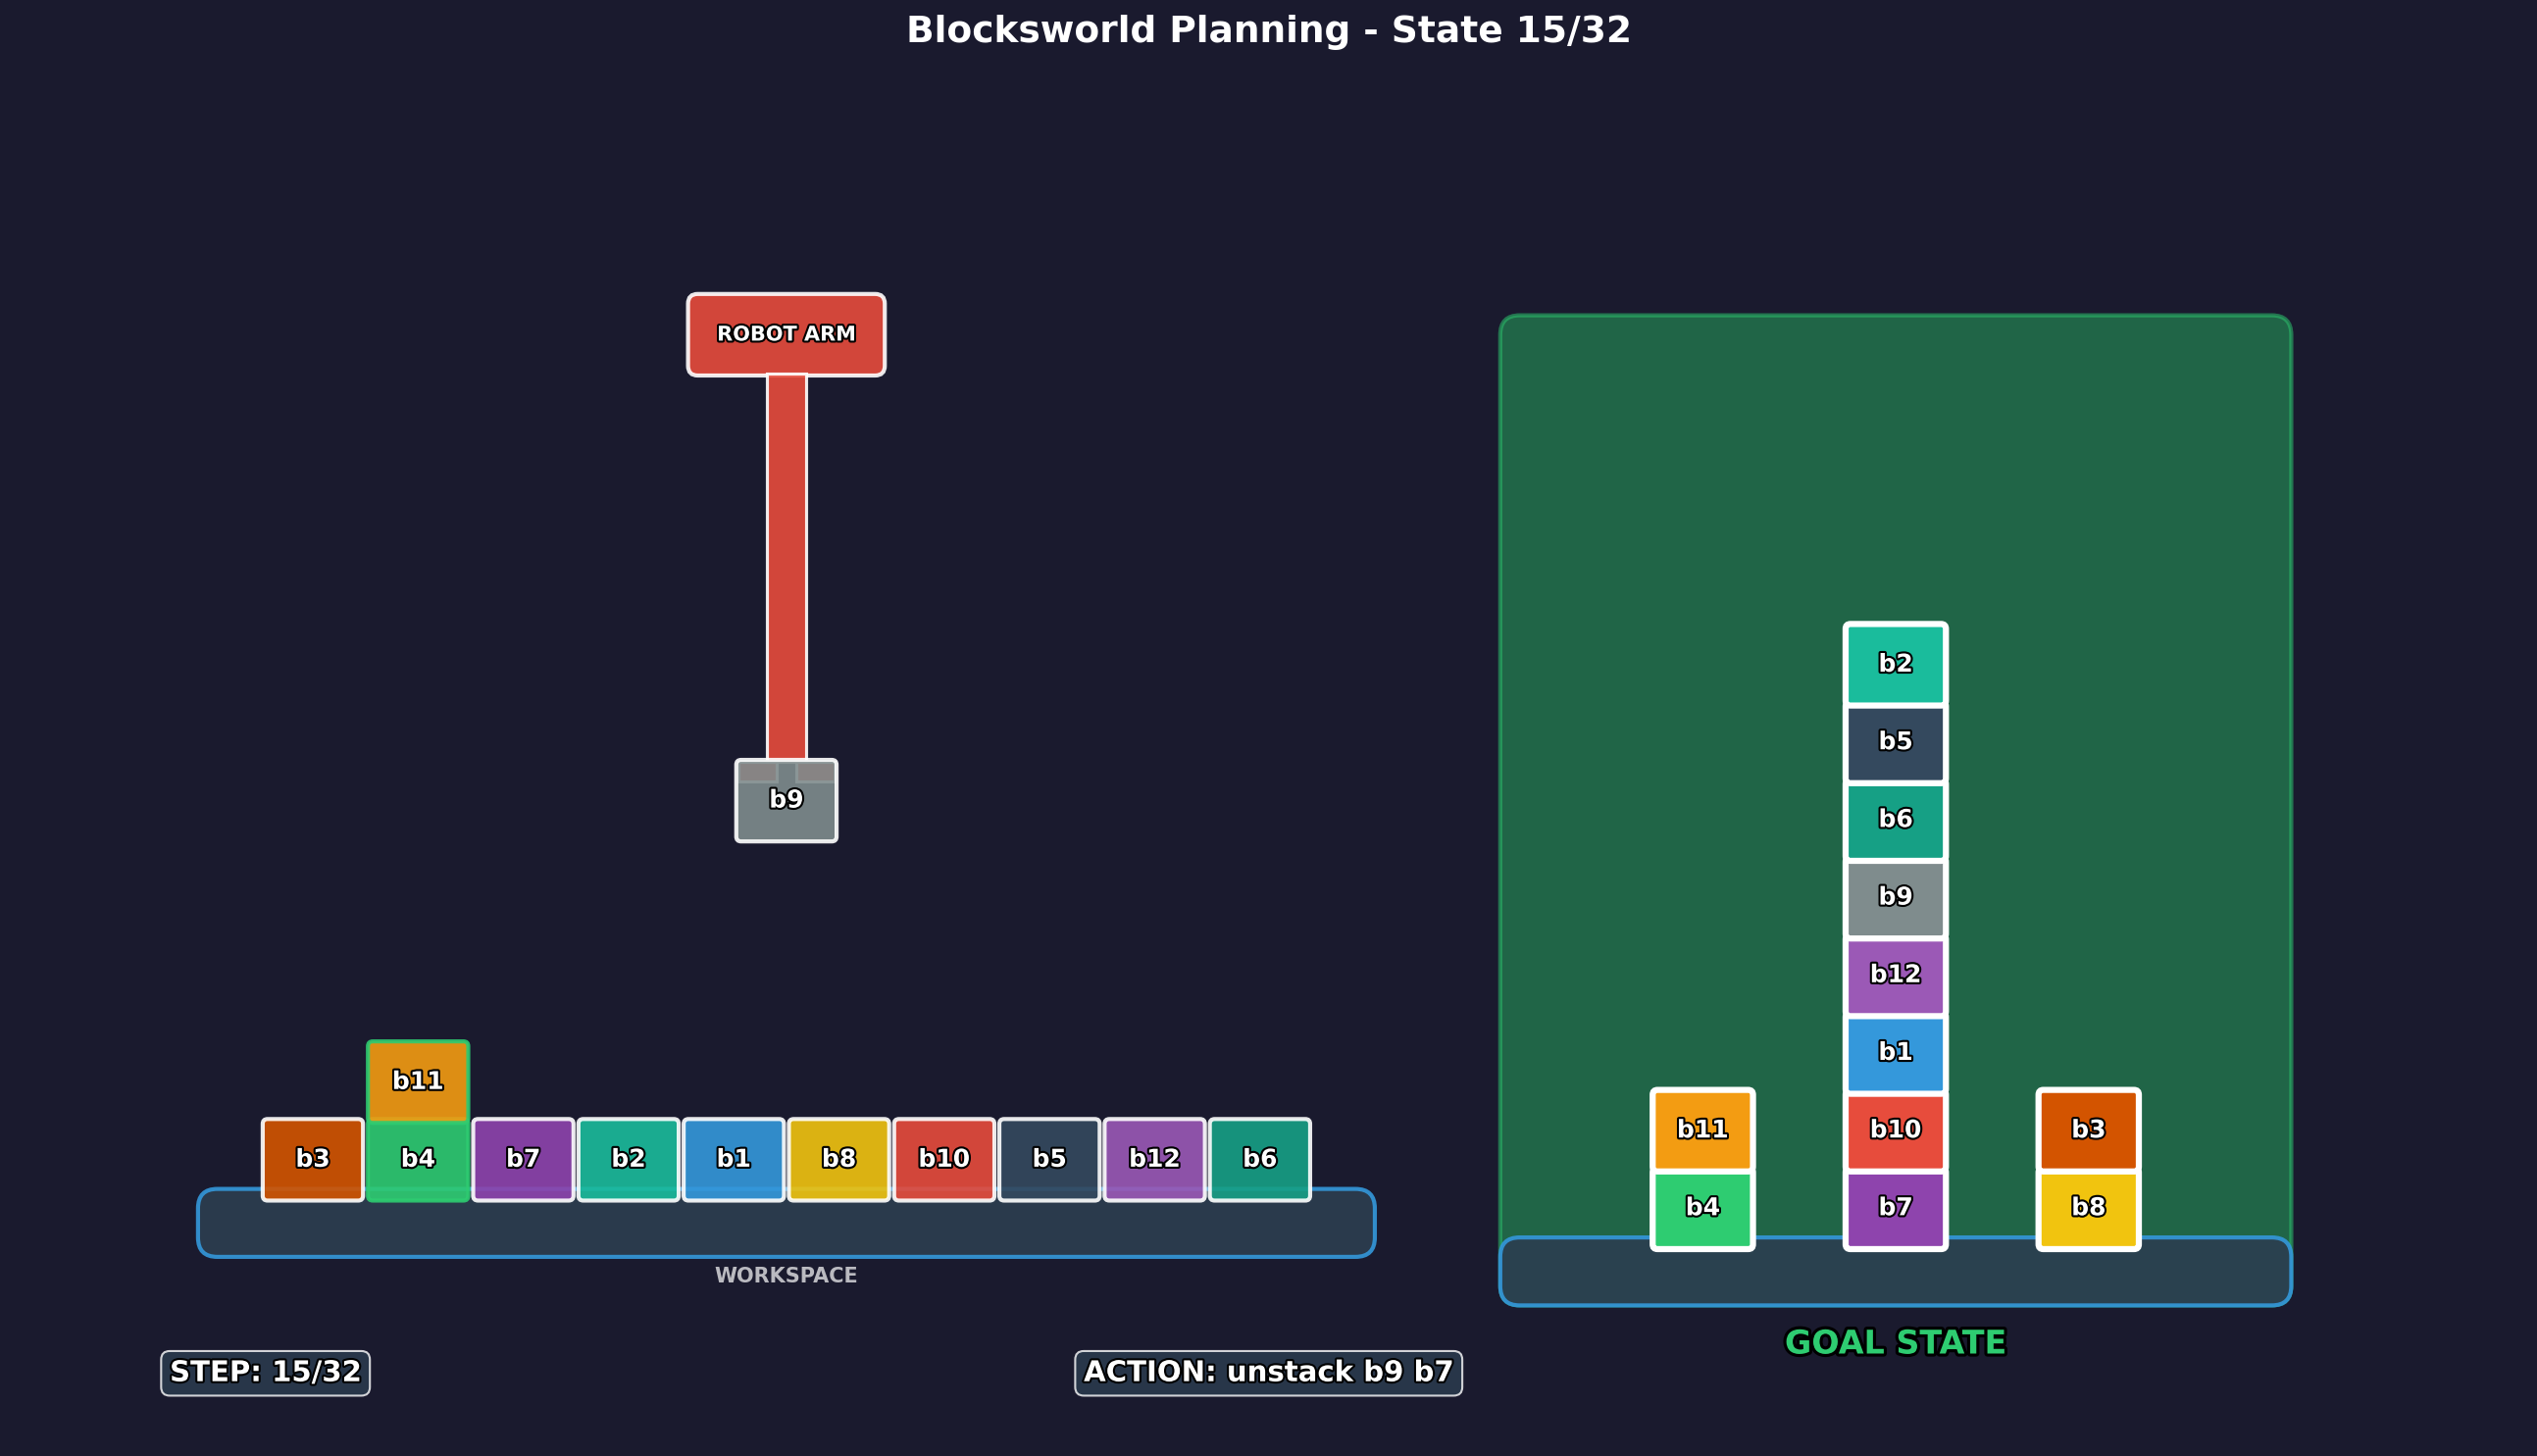 Blocksworld Planning - State 15/32
ROBOT ARM
b9
b11
b3
b4
b7
b2
b1
b8
b10
b5
b12
b6
WORKSPACE
b2
b5
b6
b9
b12
b1
b11
b10
b3
b4
b7
b8
GOAL STATE
STEP: 15/32
ACTION: unstack b9 b7